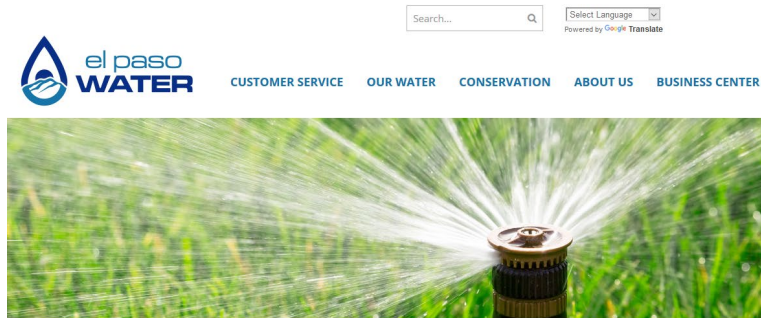 Search...
Select Language
Powered by Google Translate
el paso
WATER
CUSTOMER SERVICE OUR WATER CONSERVATION ABOUT US BUSINESS CENTER